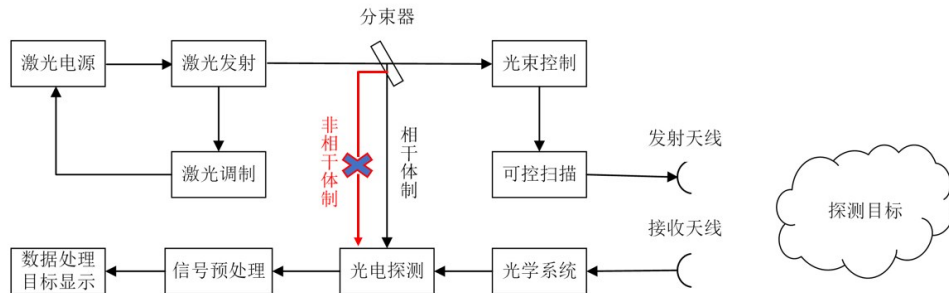 分束器
激光电源
激光发射
光束控制
非相干体制
相干体制
发射天线
激光调制
可控扫描
探测目标
接收天线
数据处理
目标显示
信号预处理
光电探测
光学系统